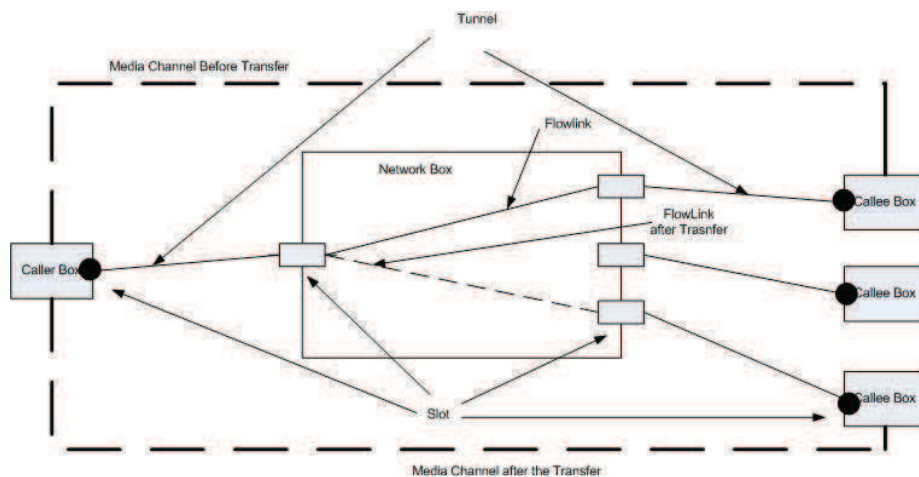 Tunnel
Media Channel Before Transfer
Flowlink
Network Box
Callee Box
FlowLink
after Trasnfer
Caller Box
Callee Box
Callee Box
Slot
Media Channel after the Transfer